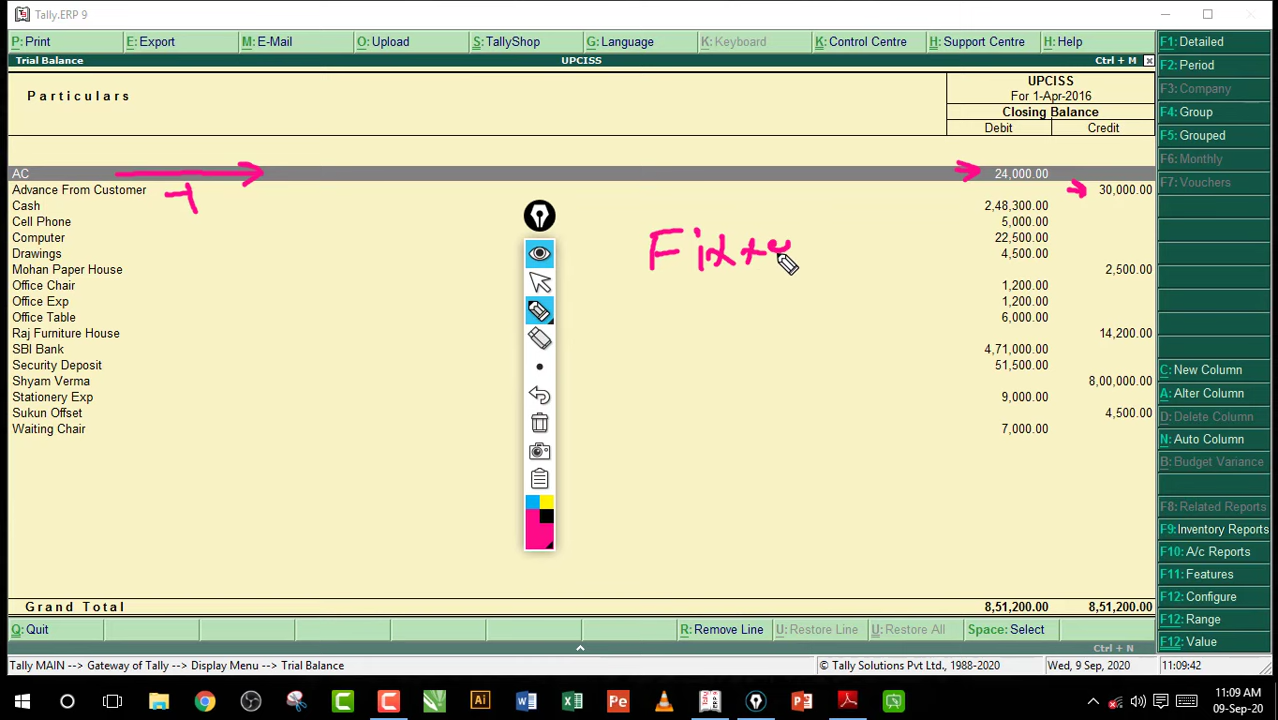 Tally.ERP 9
P: Print E: Export M: E-Mail O: Upload S: TallyShop G: Language K: Keyboard K: Control Centre H: Support Centre H: Help
Trial Balance UPCISS Ctrl + M
F1: Detailed
F2: Period
F3: Company
F4: Group
F5: Grouped
F6: Monthly
F7: Vouchers
C: New Column
A: Alter Column
D: Delete Column
N: Auto Column
B: Budget Variance
F8: Related Reports
F9: Inventory Reports
F10: A/c Reports
F11: Features
F12: Configure
F12: Range
F12: Value
Particulars
UPCISS
For 1-Apr-2016
Closing Balance
Debit Credit
AC 24,000.00
Advance From Customer 30,000.00
Cash 2,48,300.00
Cell Phone 5,000.00
Computer 22,500.00
Drawings 4,500.00
Mohan Paper House 2,500.00
Office Chair 1,200.00
Office Exp 1,200.00
Office Table 6,000.00
Raj Furniture House 14,200.00
SBI Bank 4,71,000.00
Security Deposit 51,500.00
Shyam Verma 8,00,000.00
Stationery Exp 9,000.00
Sukun Offset 4,500.00
Waiting Chair 7,000.00
Grand Total 8,51,200.00 8,51,200.00
Q: Quit R: Remove Line U: Restore Line U: Restore All Space: Select
Ctrl + N
Tally MAIN --> Gateway of Tally --> Display Menu --> Trial Balance © Tally Solutions Pvt Ltd., 1988-2020 Wed, 9 Sep, 2020 11:09:42
11:09 AM
09-Sep-20